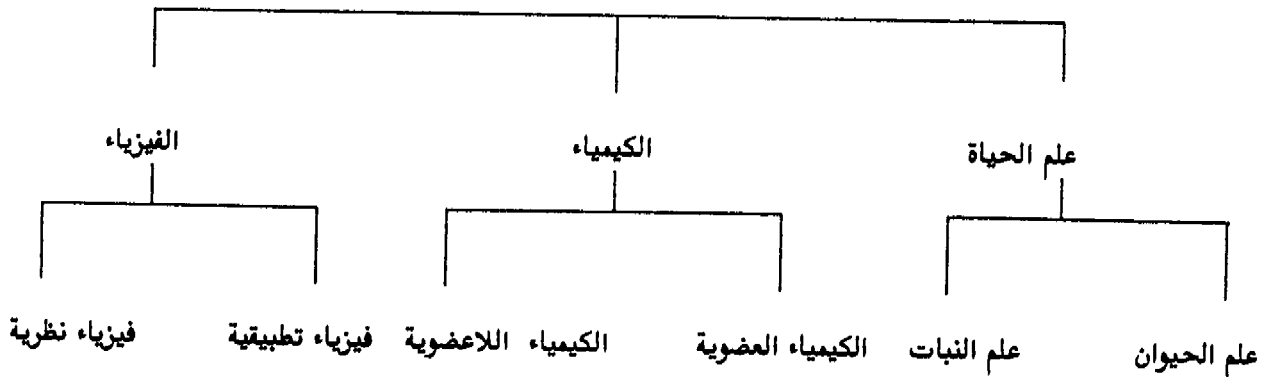 علم الحياة الكيمياء الفيزياء
علم الحيوان علم النبات الكيمياء العضوية الكيمياء اللاعضوية فيزياء تطبيقية فيزياء نظرية